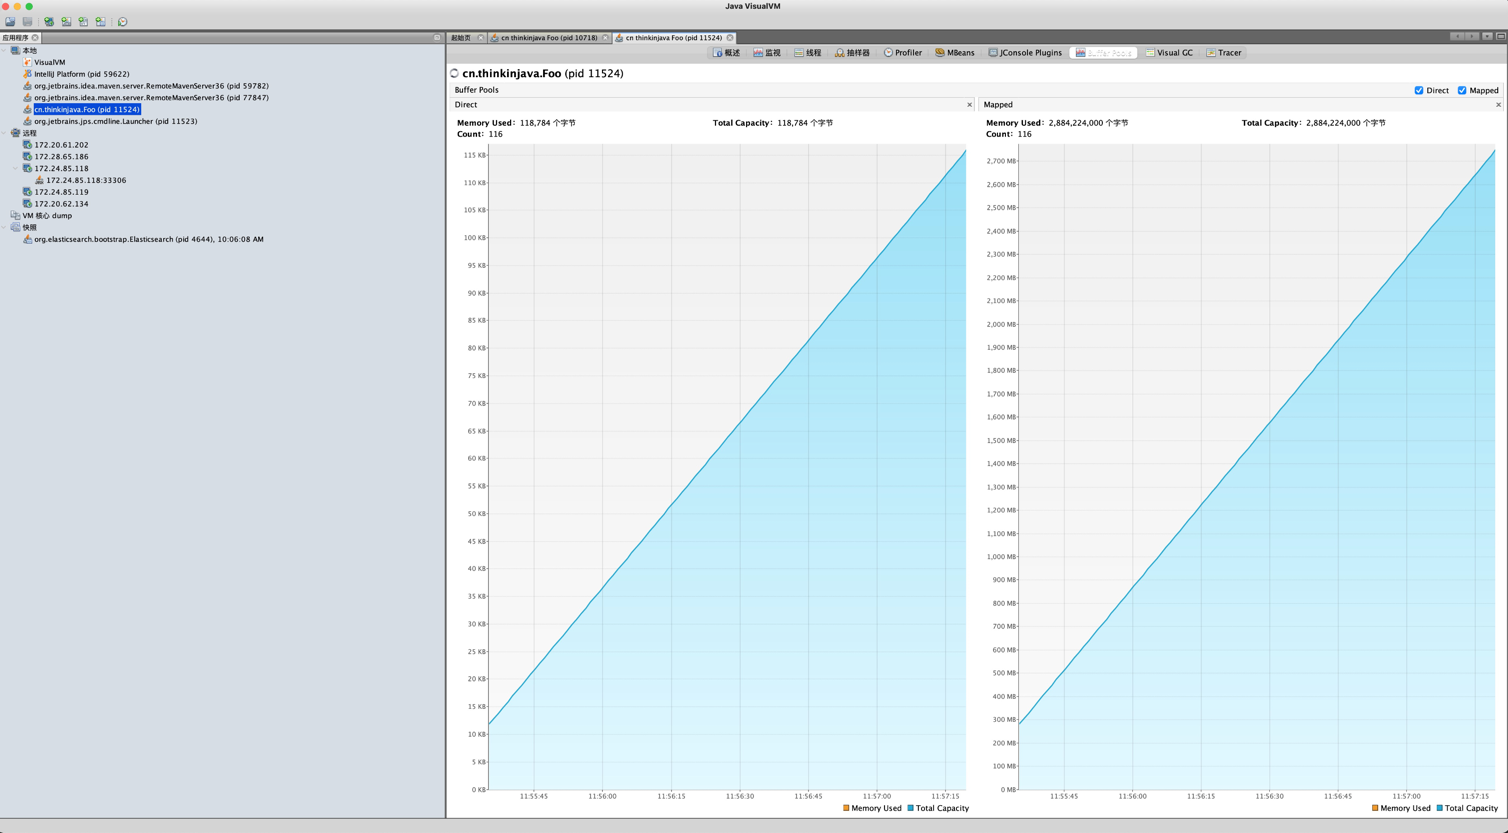 Java VisualVM
应用程序
本地
VisualVM
IntelliJ Platform (pid 59622)
org.jetbrains.idea.maven.server.RemoteMavenServer36 (pid 59782)
org.jetbrains.idea.maven.server.RemoteMavenServer36 (pid 77847)
cn.thinkinjava.Foo (pid 11524)
org.jetbrains.jps.cmdline.Launcher (pid 11523)
远程
172.20.61.202
172.28.65.186
172.24.85.118
172.24.85.118:33306
172.24.85.119
172.20.62.134
VM 核心 dump
快照
org.elasticsearch.bootstrap.Elasticsearch (pid 4644), 10:06:08 AM
起始页 cn thinkinjava Foo (pid 10718) cn thinkinjava Foo (pid 11524)
概述 监视 线程 抽样器 Profiler MBeans JConsole Plugins Buffer Pools Visual GC Tracer
cn.thinkinjava.Foo (pid 11524)
Buffer Pools Direct Mapped
Direct
Memory Used: 118,784 个字节 Total Capacity: 118,784 个字节
Count: 116
115 KB
110 KB
105 KB
100 KB
95 KB
90 KB
85 KB
80 KB
75 KB
70 KB
65 KB
60 KB
55 KB
50 KB
45 KB
40 KB
35 KB
30 KB
25 KB
20 KB
15 KB
10 KB
5 KB
0 KB
11:55:45 11:56:00 11:56:15 11:56:30 11:56:45 11:57:00 11:57:15
Memory Used Total Capacity
Mapped
Memory Used: 2,884,224,000 个字节 Total Capacity: 2,884,224,000 个字节
Count: 116
2,700 MB
2,600 MB
2,500 MB
2,400 MB
2,300 MB
2,200 MB
2,100 MB
2,000 MB
1,900 MB
1,800 MB
1,700 MB
1,600 MB
1,500 MB
1,400 MB
1,300 MB
1,200 MB
1,100 MB
1,000 MB
900 MB
800 MB
700 MB
600 MB
500 MB
400 MB
300 MB
200 MB
100 MB
0 MB
11:55:45 11:56:00 11:56:15 11:56:30 11:56:45 11:57:00 11:57:15
Memory Used Total Capacity